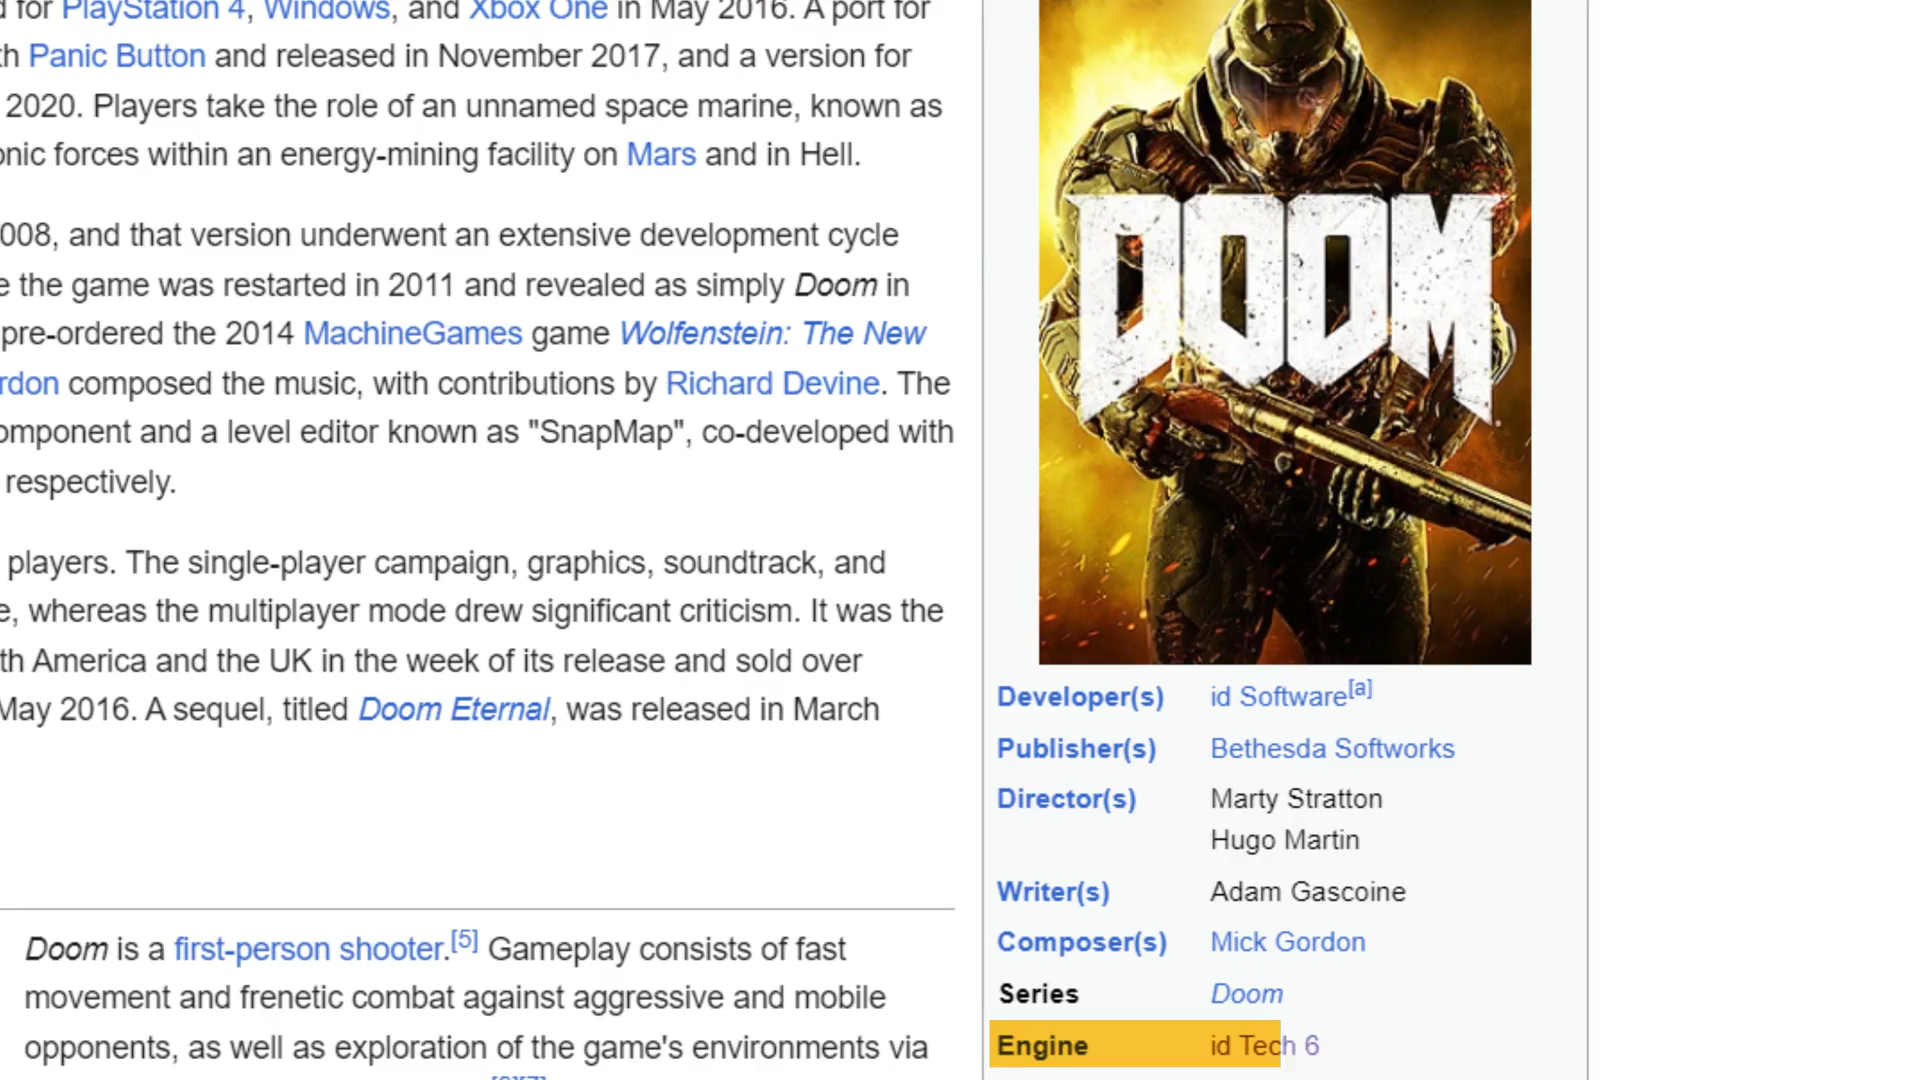 d for PlayStation 4, Windows, and Xbox One in May 2016. A port for
th Panic Button and released in November 2017, and a version for
2020. Players take the role of an unnamed space marine, known as
onic forces within an energy-mining facility on Mars and in Hell.
008, and that version underwent an extensive development cycle
e the game was restarted in 2011 and revealed as simply Doom in
pre-ordered the 2014 MachineGames game Wolfenstein: The New
rdon composed the music, with contributions by Richard Devine. The
omponent and a level editor known as "SnapMap", co-developed with
respectively.
players. The single-player campaign, graphics, soundtrack, and
e, whereas the multiplayer mode drew significant criticism. It was the
th America and the UK in the week of its release and sold over
May 2016. A sequel, titled Doom Eternal, was released in March
Doom is a first-person shooter.[5] Gameplay consists of fast
movement and frenetic combat against aggressive and mobile
opponents, as well as exploration of the game's environments via
DOOM
Developer(s) id Software[a]
Publisher(s) Bethesda Softworks
Director(s) Marty Stratton
Hugo Martin
Writer(s) Adam Gascoine
Composer(s) Mick Gordon
Series Doom
Engine id Tech 6